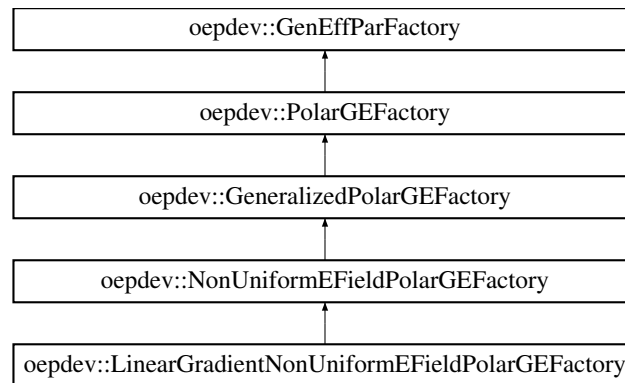 oepdev::GenEffParFactory
oepdev::PolarGEFactory
oepdev::GeneralizedPolarGEFactory
oepdev::NonUniformEFieldPolarGEFactory
oepdev::LinearGradientNonUniformEFieldPolarGEFactory